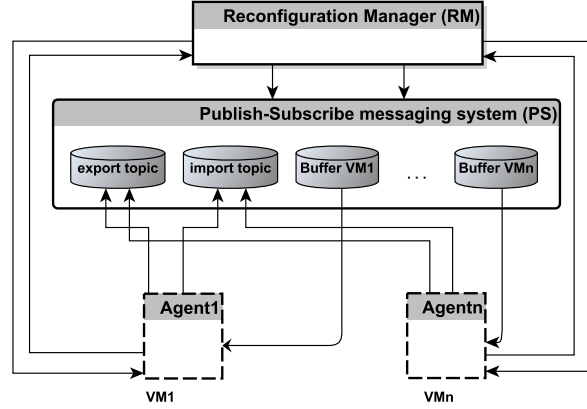 Reconfiguration Manager (RM)
Publish-Subscribe messaging system (PS)
export topic
import topic
Buffer VM1
...
Buffer VMn
Agent1
Agentn
VM1
VMn